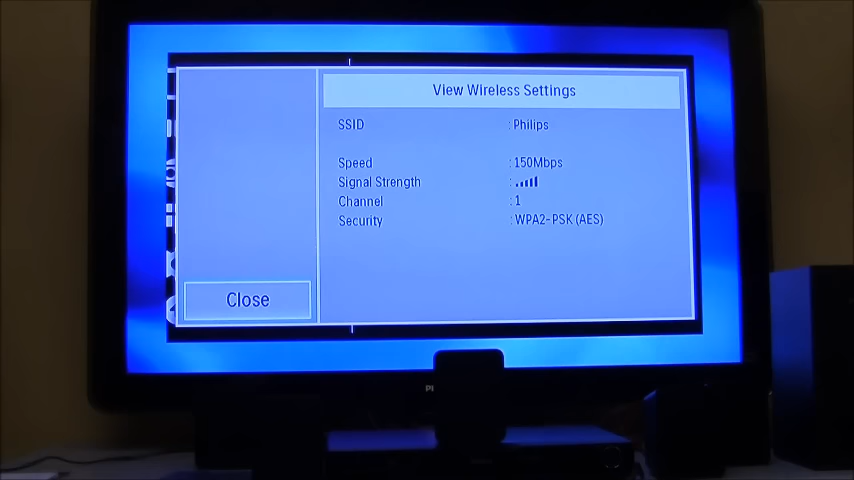 View Wireless Settings
SSID : Philips
Speed : 150Mbps
Signal Strength :
Channel : 1
Security : WPA2-PSK (AES)
Close